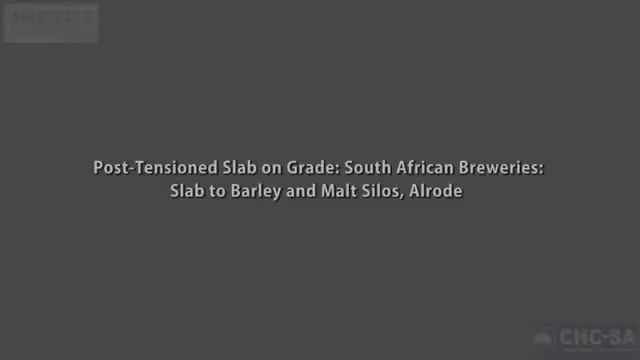 Post-Tensioned Slab on Grade: South African Breweries:
Slab to Barley and Malt Silos, Alrode
CHC-SA